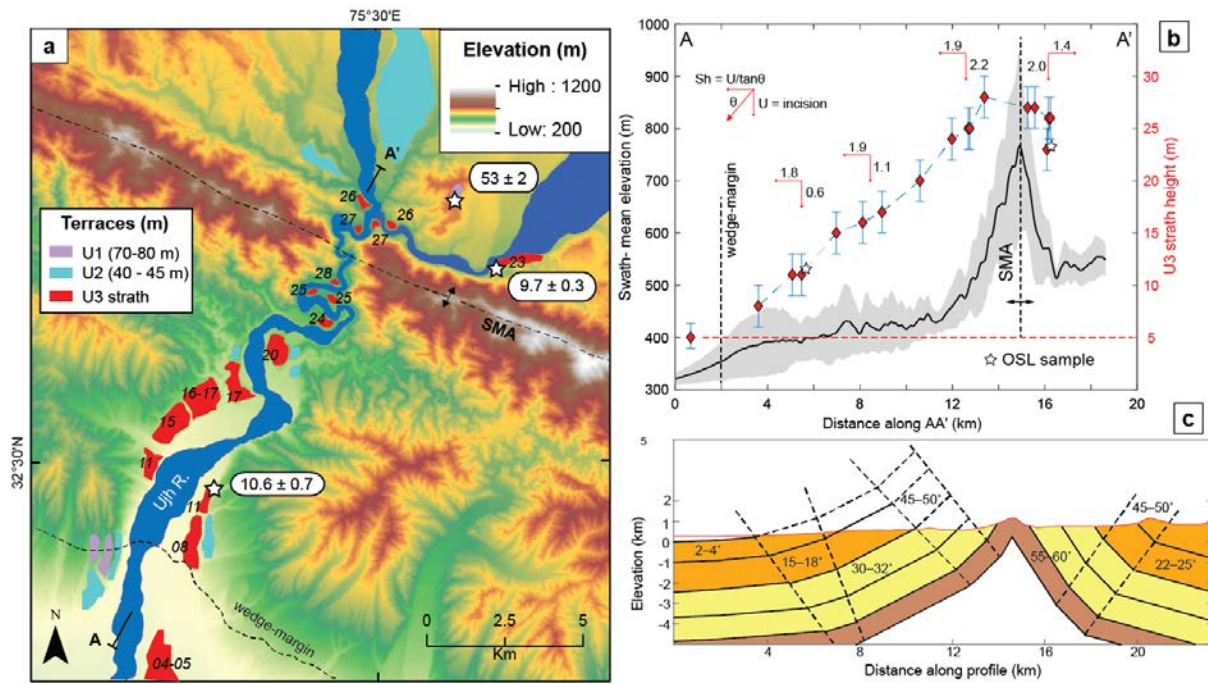 75°30'E
a
Elevation (m)
High : 1200
Low: 200
A'
53 ± 2
26
26
27
27
23
9.7 ± 0.3
Terraces (m)
U1 (70-80 m)
U2 (40 - 45 m)
U3 strath
28
25
25
24
SMA
20
16-17
17
15
11
32°30'N
Ujh R.
10.6 ± 0.7
11
08
wedge-margin
N
A
04-05
0
2.5
5
Km
b
A
A'
1000
900
800
700
600
500
400
300
Swath- mean elevation (m)
Sh = U/tanθ
θ
U = incision
1.9
2.2
2.0
1.4
1.9
1.1
1.8
0.6
wedge-margin
SMA
OSL sample
30
25
20
15
10
5
0
U3 strath height (m)
0
4
8
12
16
20
Distance along AA' (km)
c
5
2
1
0
-1
-2
-3
-4
Elevation (km)
2–4°
15–18°
30–32°
45–50°
55–60°
45–50°
22–25°
4
8
12
16
20
Distance along profile (km)